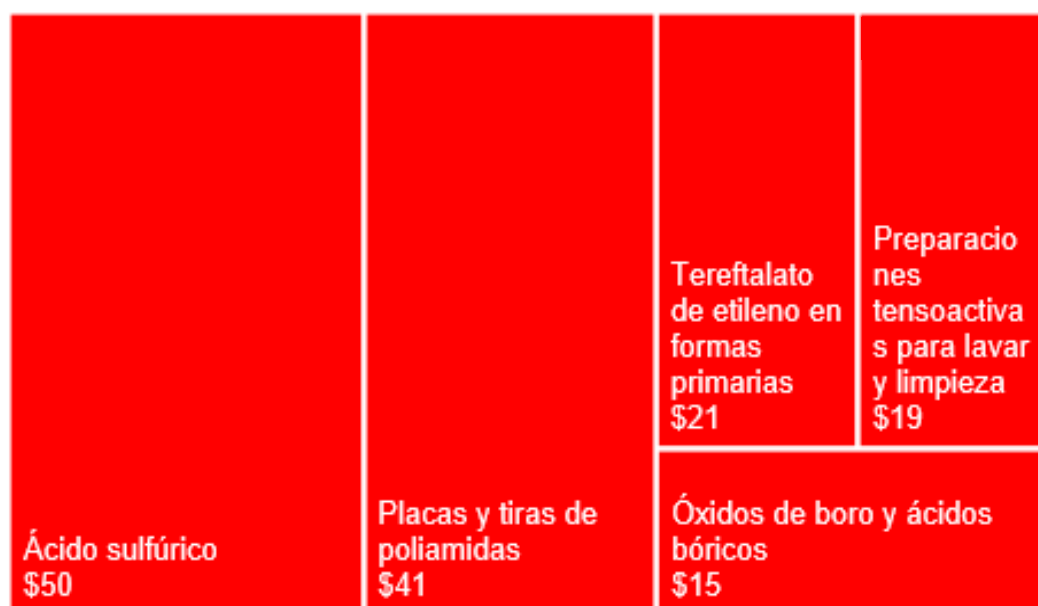 Ácido sulfúrico
$50
Placas y tiras de
poliamidas
$41
Tereftalato
de etileno en
formas
primarias
$21
Preparacio
nes
tensoactiva
s para lavar
y limpieza
$19
Óxidos de boro y ácidos
bóricos
$15